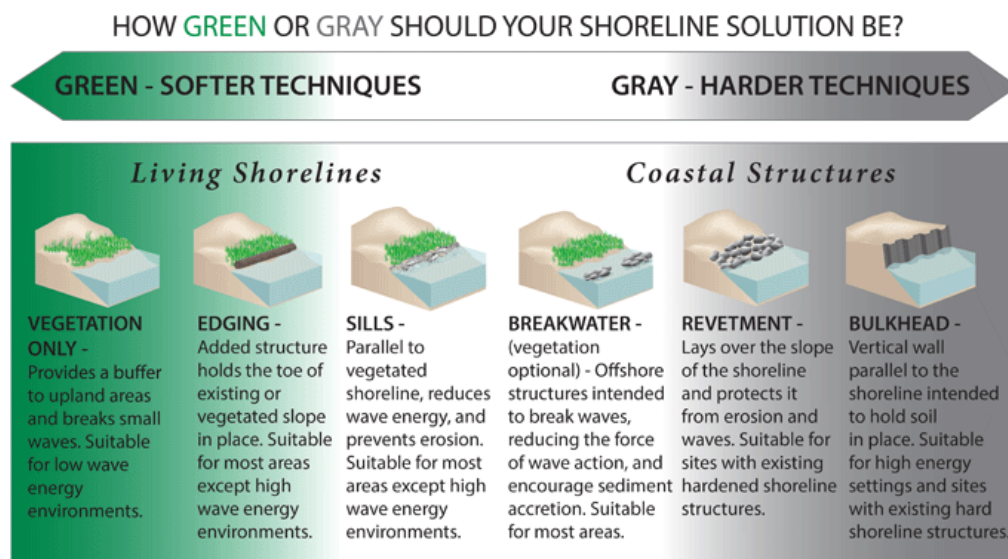 HOW GREEN OR GRAY SHOULD YOUR SHORELINE SOLUTION BE?
GREEN - SOFTER TECHNIQUES
GRAY - HARDER TECHNIQUES
Living Shorelines
Coastal Structures
VEGETATION
ONLY -
Provides a buffer
to upland areas
and breaks small
waves. Suitable
for low wave
energy
environments.
EDGING -
Added structure
holds the toe of
existing or
vegetated slope
in place. Suitable
for most areas
except high
wave energy
environments.
SILLS -
Parallel to
vegetated
shoreline, reduces
wave energy, and
prevents erosion.
Suitable for most
areas except high
wave energy
environments.
BREAKWATER -
(vegetation
optional) - Offshore
structures intended
to break waves,
reducing the force
of wave action, and
encourage sediment
accretion. Suitable
for most areas.
REVETMENT -
Lays over the slope
of the shoreline
and protects it
from erosion and
waves. Suitable for
sites with existing
hardened shoreline
structures.
BULKHEAD -
Vertical wall
parallel to the
shoreline intended
to hold soil
in place. Suitable
for high energy
settings and sites
with existing hard
shoreline structures.